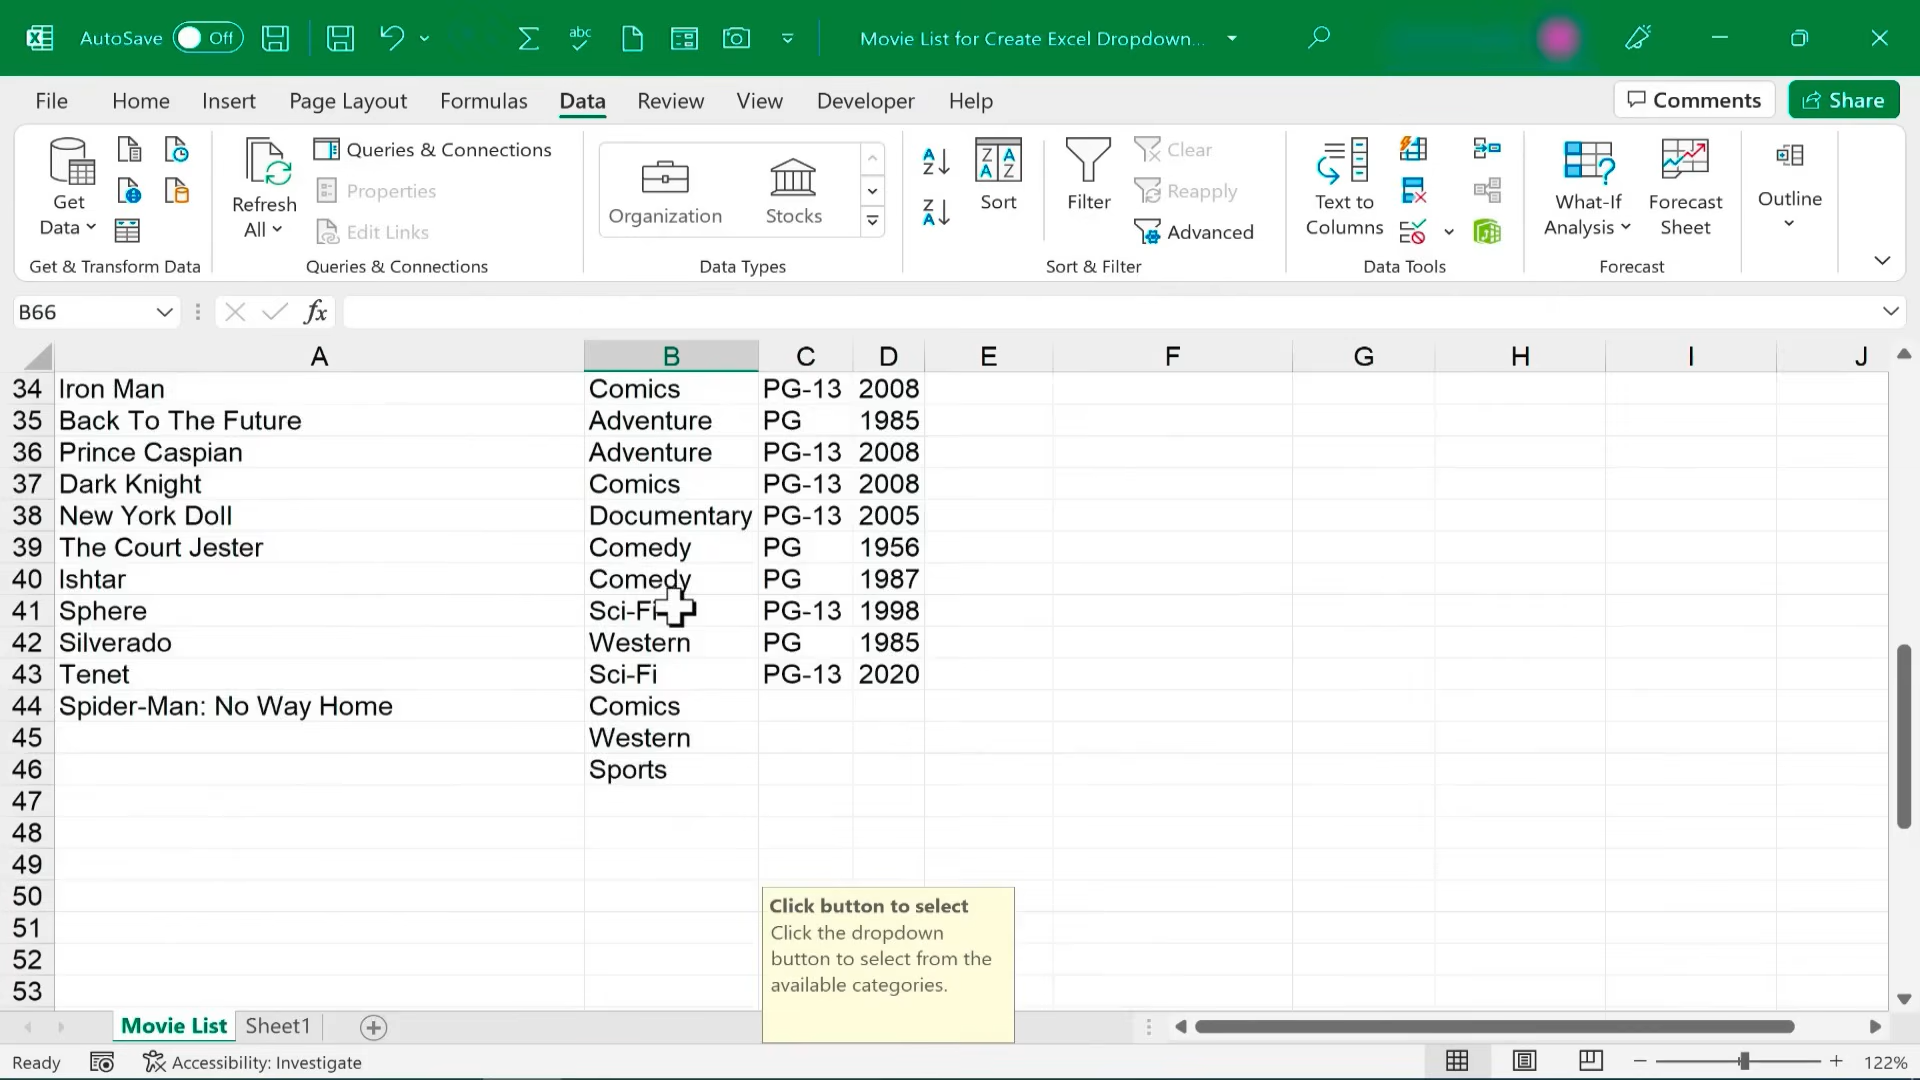 AutoSave Off abc Movie List for Create Excel Dropdown...
File Home Insert Page Layout Formulas Data Review View Developer Help Comments Share
Get Data
Refresh All
Queries & Connections
Properties
Edit Links
Organization Stocks
Sort
Filter
Clear
Reapply
Advanced
Text to Columns
What-If Analysis
Forecast Sheet
Outline
Get & Transform Data Queries & Connections Data Types Sort & Filter Data Tools Forecast
B66 fx
A B C D E F G H I J
34 Iron Man Comics PG-13 2008
35 Back To The Future Adventure PG 1985
36 Prince Caspian Adventure PG-13 2008
37 Dark Knight Comics PG-13 2008
38 New York Doll Documentary PG-13 2005
39 The Court Jester Comedy PG 1956
40 Ishtar Comedy PG 1987
41 Sphere Sci-Fi PG-13 1998
42 Silverado Western PG 1985
43 Tenet Sci-Fi PG-13 2020
44 Spider-Man: No Way Home Comics
45 Western
46 Sports
47
48
49
50
51
52
53
Click button to select
Click the dropdown
button to select from the
available categories.
Movie List Sheet1
Ready Accessibility: Investigate 122%